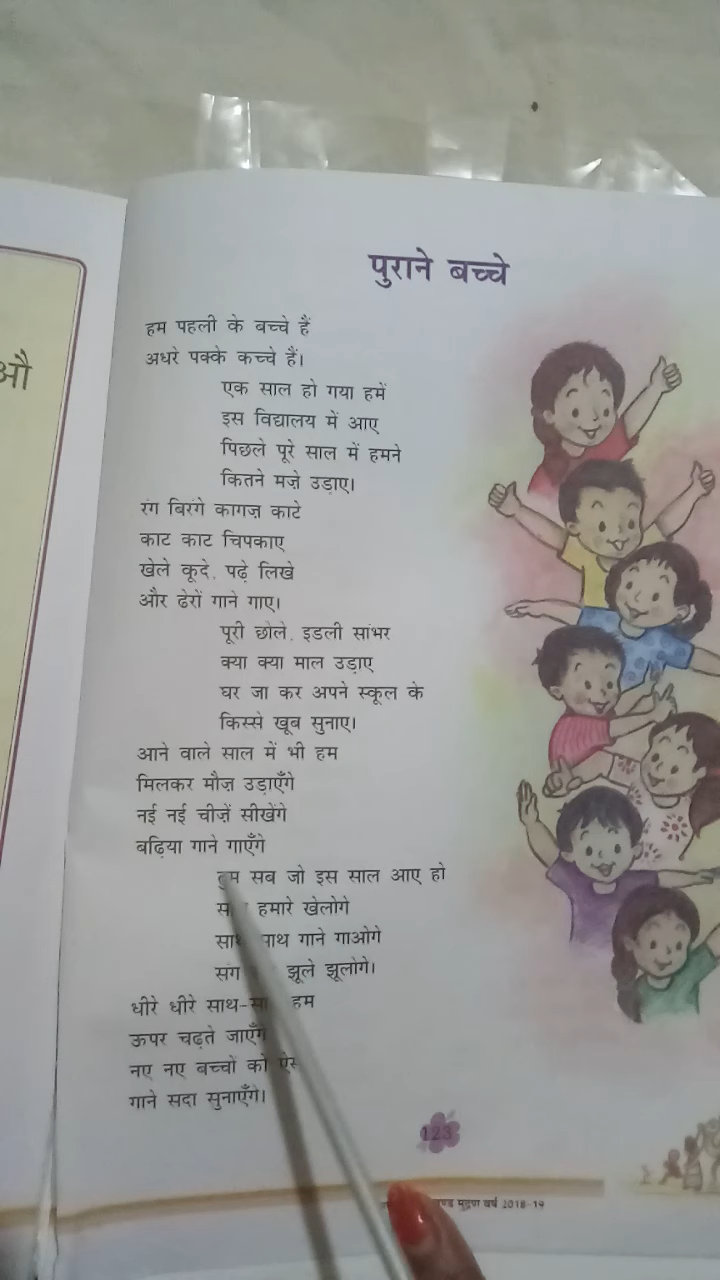 औ
पुराने बच्चे
हम पहली के बच्चे हैं
अधरे पक्के कच्चे हैं।
एक साल हो गया हमें
इस विद्यालय में आए
पिछले पूरे साल में हमने
कितने मज़े उड़ाए।
रंग बिरंगे कागज़ काटे
काट काट चिपकाए
खेले कूदे, पढ़े लिखे
और ढेरों गाने गाए।
पूरी छोले, इडली सांभर
क्या क्या माल उड़ाए
घर जा कर अपने स्कूल के
किस्से खूब सुनाए।
आने वाले साल में भी हम
मिलकर मौज़ उड़ाएँगे
नई नई चीज़ें सीखेंगे
बढ़िया गाने गाएँगे
तुम सब जो इस साल आए हो
हमारे खेलोगे
गाने गाओगे
संग झूले झूलोगे।
धीरे धीरे हम
ऊपर चढ़ते जाएँगे
नए नए बच्चों को
गाने सदा सुनाएँगे।
123
मुद्रण वर्ष 2018-19